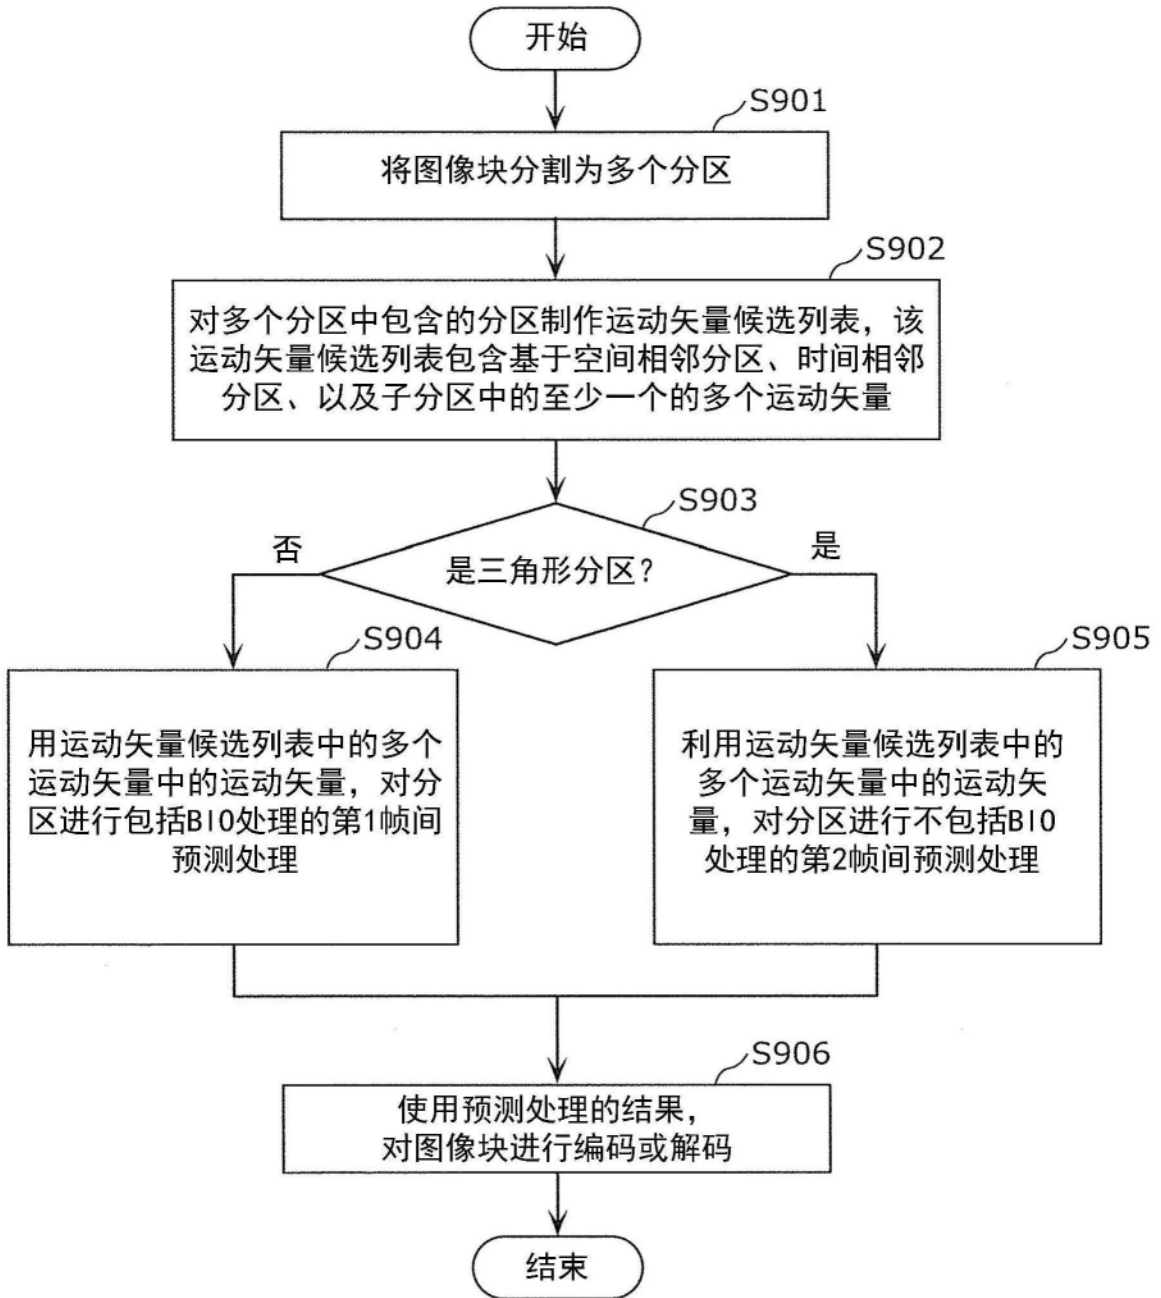 开始
S901
将图像块分割为多个分区
S902
对多个分区中包含的分区制作运动矢量候选列表，该
运动矢量候选列表包含基于空间相邻分区、时间相邻
分区、以及子分区中的至少一个的多个运动矢量
S903
否
是三角形分区？
是
S904
用运动矢量候选列表中的多个
运动矢量中的运动矢量，对分
区进行包括BIO处理的第1帧间
预测处理
S905
利用运动矢量候选列表中的
多个运动矢量中的运动矢
量，对分区进行不包括BIO
处理的第2帧间预测处理
S906
使用预测处理的结果，
对图像块进行编码或解码
结束